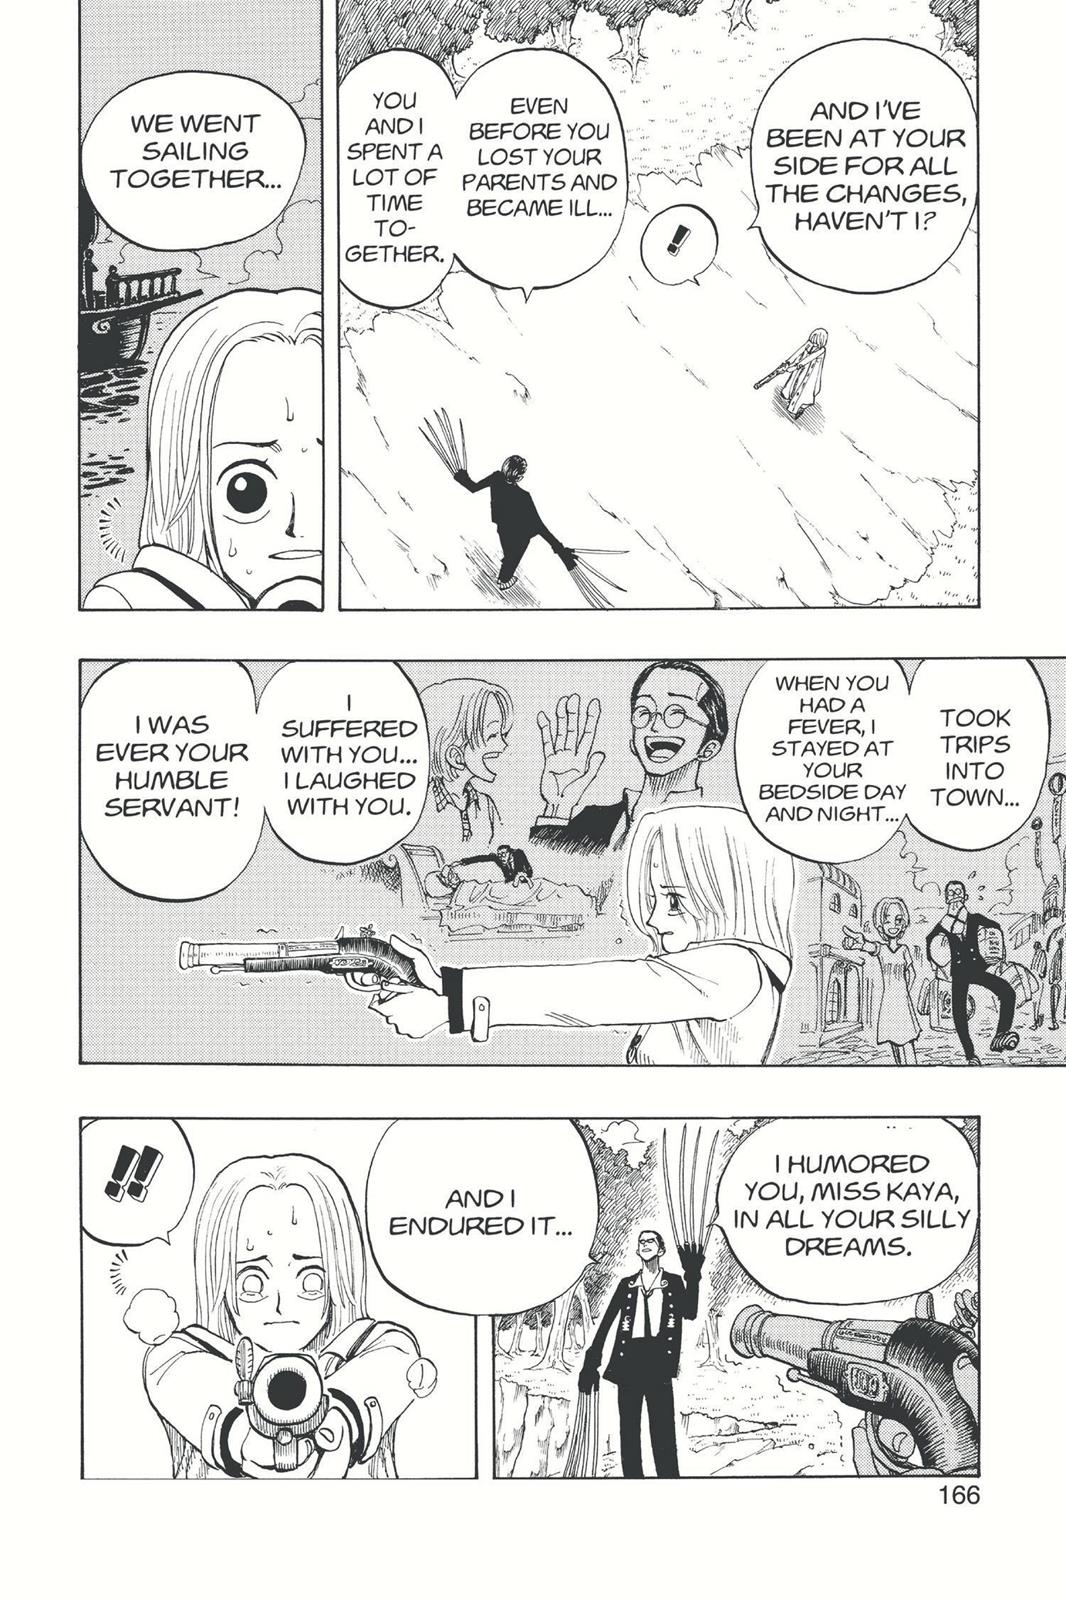 AND I'VE
BEEN AT YOUR
SIDE FOR ALL
THE CHANGES,
HAVEN'T I?
!
EVEN
BEFORE YOU
LOST YOUR
PARENTS AND
BECAME ILL...
YOU
AND I
SPENT A
LOT OF
TIME
TO-
GETHER.
WE WENT
SAILING
TOGETHER...
TOOK
TRIPS
INTO
TOWN...
WHEN YOU
HAD A
FEVER, I
STAYED AT
YOUR
BEDSIDE DAY
AND NIGHT...
I
SUFFERED
WITH YOU...
I LAUGHED
WITH YOU.
I WAS
EVER YOUR
HUMBLE
SERVANT!
I HUMORED
YOU, MISS KAYA,
IN ALL YOUR SILLY
DREAMS.
AND I
ENDURED IT...
!!
166